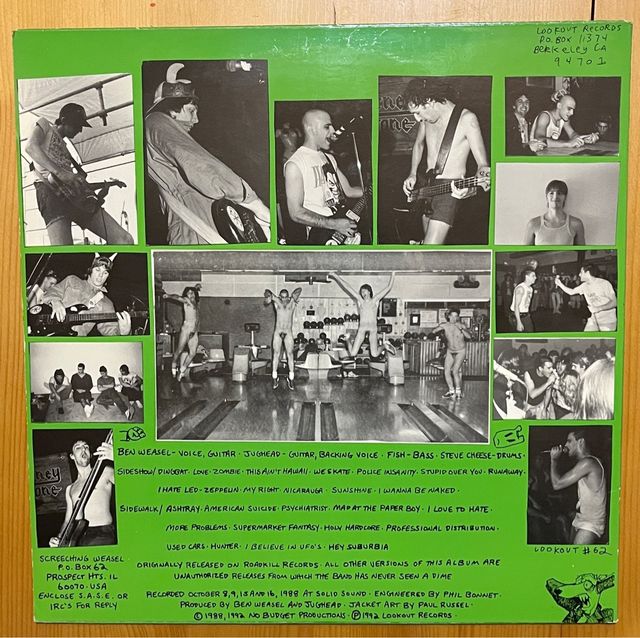 LOOKOUT RECORDS
P.O. BOX 11374
BERKELEY CA
94701
BEN WEASEL- VOICE, GUITAR · JUGHEAD- GUITAR, BACKING VOICE · FISH- BASS · STEVE CHEESE- DRUMS
SIDESHOW/ DINGBAT · LOVE · ZOMBIE · THIS AIN'T HAWAII · WE SKATE · POLICE INSANITY · STUPID OVER YOU · RUNAWAY ·
I HATE LED- ZEPPELIN · MY RIGHT · NICARAUGA · SUNSHINE · I WANNA BE NAKED ·
SIDEWALK/ ASHTRAY · AMERICAN SUICIDE · PSYCHIATRIST · MAD AT THE PAPER BOY · I LOVE TO HATE ·
MORE PROBLEMS · SUPERMARKET FANTASY · HOLY HARDCORE · PROFESSIONAL DISTRIBUTION ·
USED CARS · HUNTER · I BELIEVE IN UFO'S · HEY SUBURBIA
ORIGINALLY RELEASED ON ROADKILL RECORDS · ALL OTHER VERSIONS OF THIS ALBUM ARE
UNAUTHORIZED RELEASES FROM WHICH THE BAND HAS NEVER SEEN A DIME
RECORDED OCTOBER 8, 9, 15 AND 16, 1988 AT SOLID SOUND · ENGINEERED BY PHIL BONNET ·
PRODUCED BY BEN WEASEL AND JUGHEAD · JACKET ART BY PAUL RUSSEL ·
© 1988, 1992 NO BUDGET PRODUCTIONS · Ⓟ 1992 LOOKOUT RECORDS ·
SCREECHING WEASEL
P.O. BOX 62
PROSPECT HTS. IL
60070 · USA
ENCLOSE S.A.S.E. OR
IRC'S FOR REPLY
LOOKOUT #62